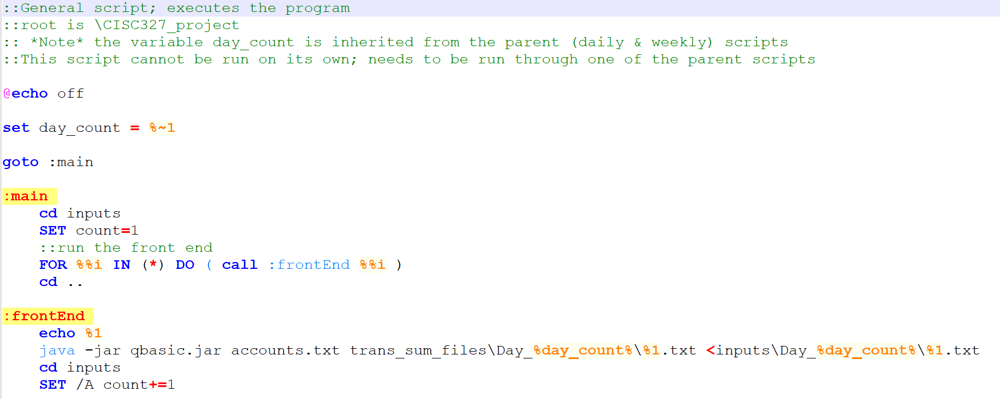 ::General script; executes the program
::root is \CISC327_project
:: *Note* the variable day_count is inherited from the parent (daily & weekly) scripts
::This script cannot be run on its own; needs to be run through one of the parent scripts
@echo off
set day_count = %~1
goto :main
:main
cd inputs
SET count=1
::run the front end
FOR %%i IN (*) DO ( call :frontEnd %%i )
cd ..
:frontEnd
echo %1
java -jar qbasic.jar accounts.txt trans_sum_files\Day_%day_count%\%1.txt <inputs\Day_%day_count%\%1.txt
cd inputs
SET /A count+=1